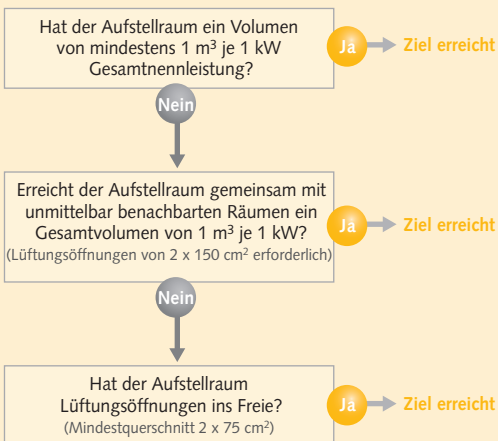 Hat der Aufstellraum ein Volumen
von mindestens 1 m³ je 1 kW
Gesamtnennleistung?
Ja
Ziel erreicht
Nein
Erreicht der Aufstellraum gemeinsam mit
unmittelbar benachbarten Räumen ein
Gesamtvolumen von 1 m³ je 1 kW?
(Lüftungsöffnungen von 2 x 150 cm² erforderlich)
Ja
Ziel erreicht
Nein
Hat der Aufstellraum
Lüftungsöffnungen ins Freie?
(Mindestquerschnitt 2 x 75 cm²)
Ja
Ziel erreicht